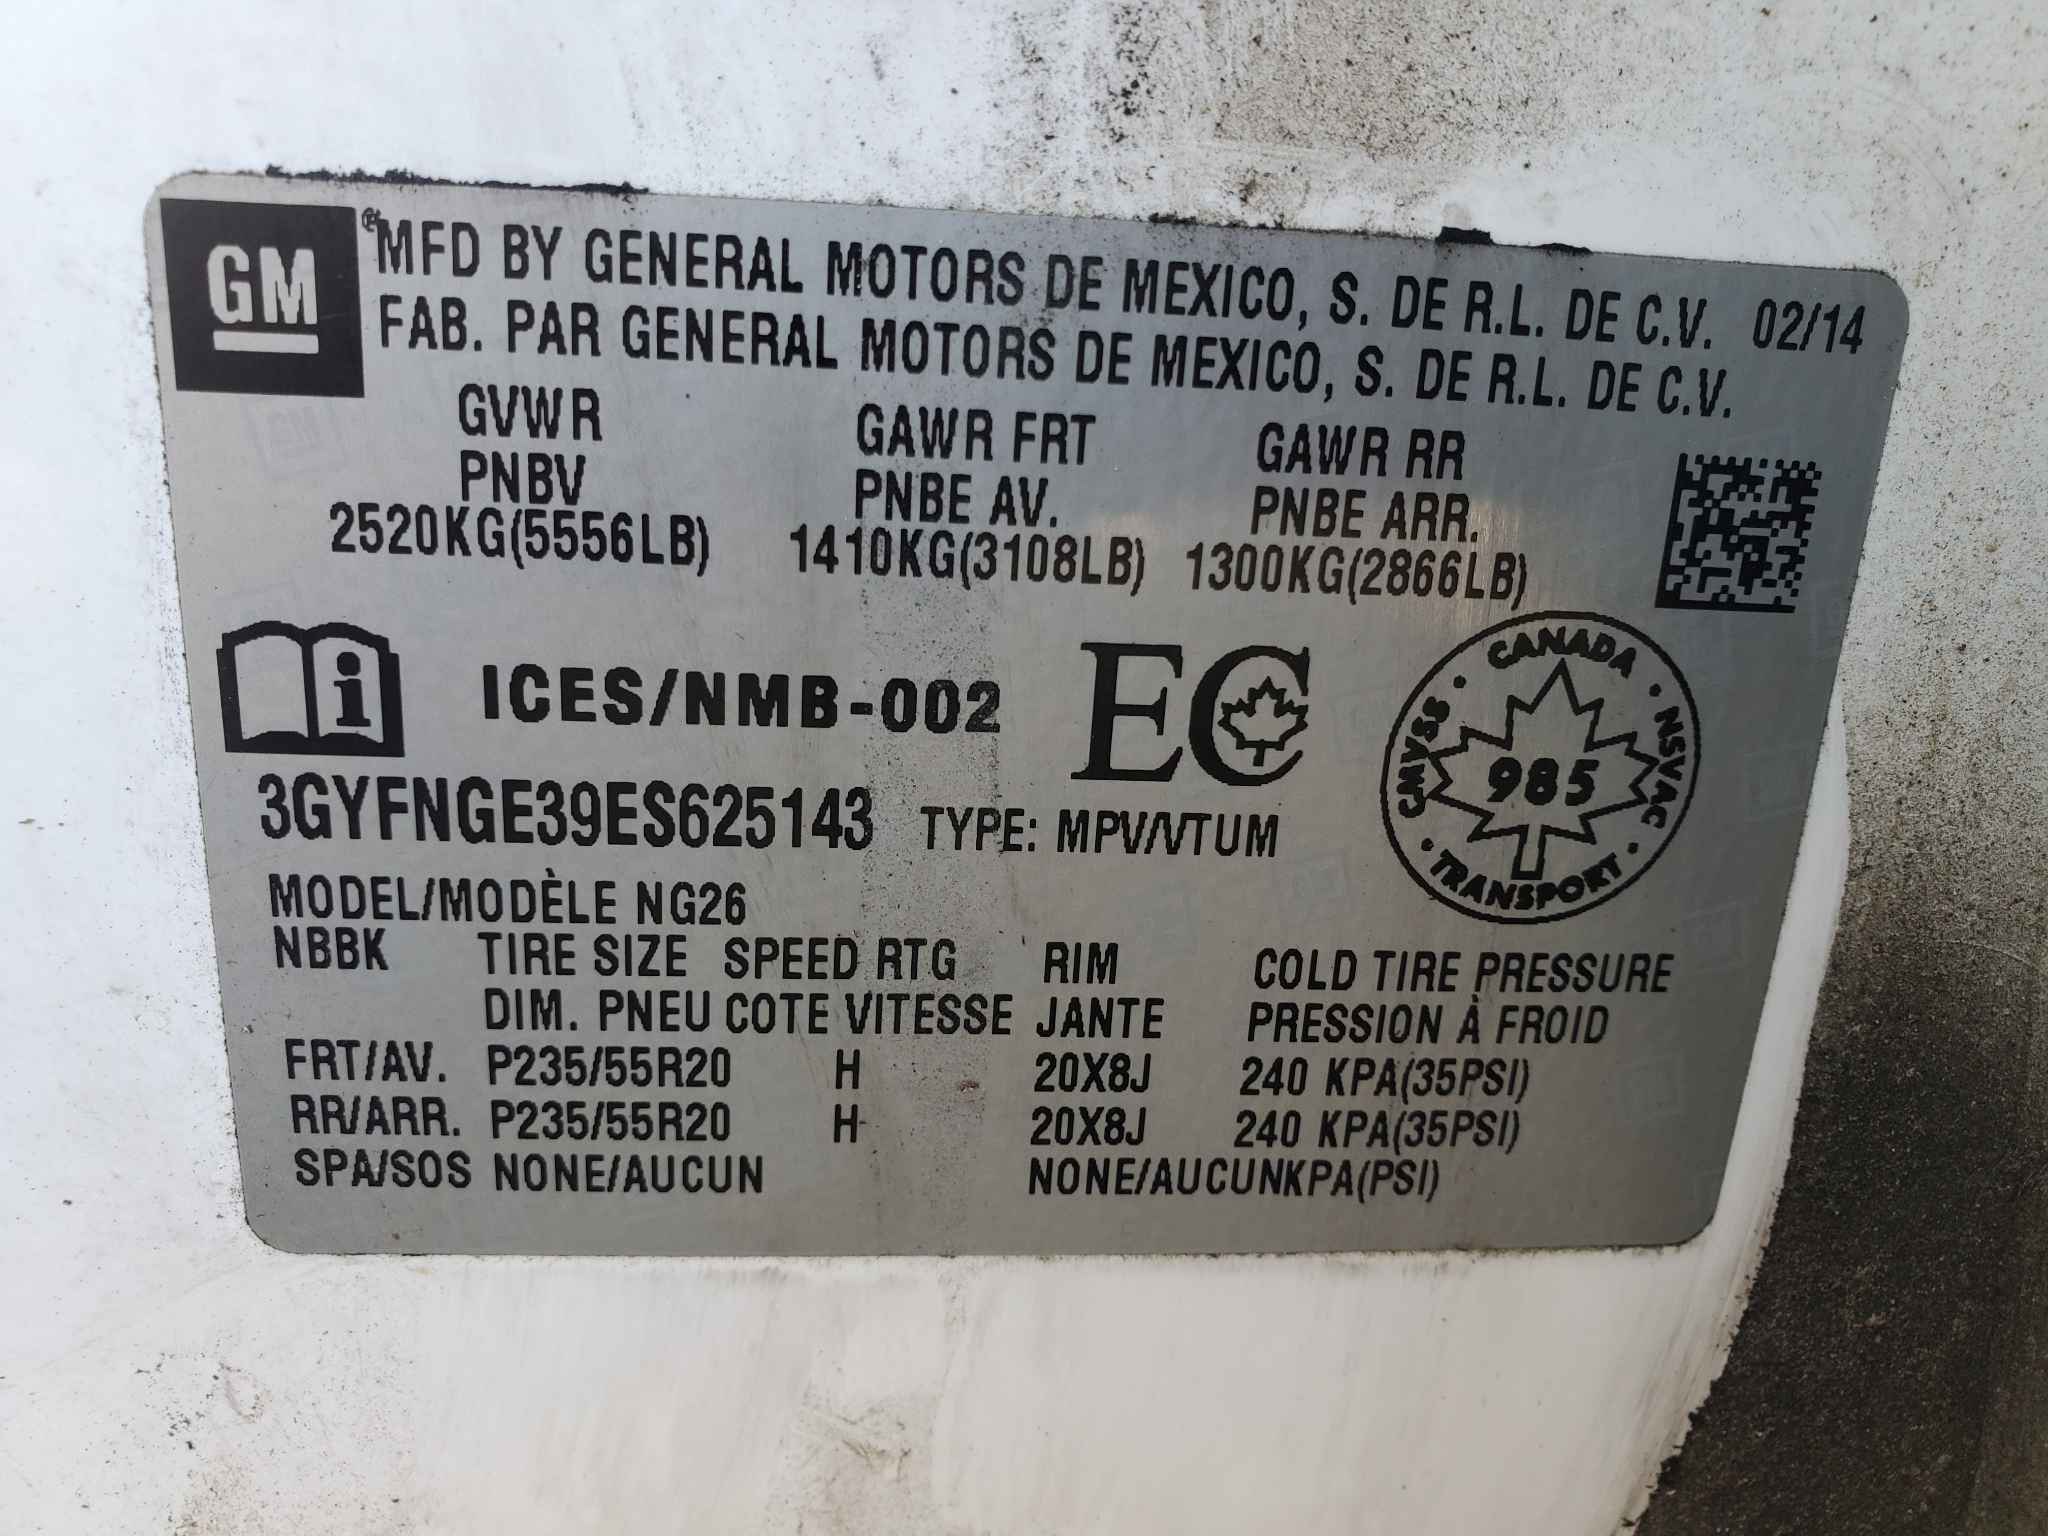 GM
MFD BY GENERAL MOTORS DE MEXICO, S. DE R.L. DE C.V. 02/14
FAB. PAR GENERAL MOTORS DE MEXICO, S. DE R.L. DE C.V.
GVWR GAWR FRT GAWR RR
PNBV PNBE AV. PNBE ARR.
2520KG(5556LB) 1410KG(3108LB) 1300KG(2866LB)
i ICES/NMB-002 EC
CANADA
CMVSS · 985 · NSVAC
· TRANSPORT ·
3GYFNGE39ES625143 TYPE: MPV/VTUM
MODEL/MODÈLE NG26
NBBK TIRE SIZE SPEED RTG RIM COLD TIRE PRESSURE
DIM. PNEU COTE VITESSE JANTE PRESSION À FROID
FRT/AV. P235/55R20 H 20X8J 240 KPA(35PSI)
RR/ARR. P235/55R20 H 20X8J 240 KPA(35PSI)
SPA/SOS NONE/AUCUN NONE/AUCUNKPA(PSI)